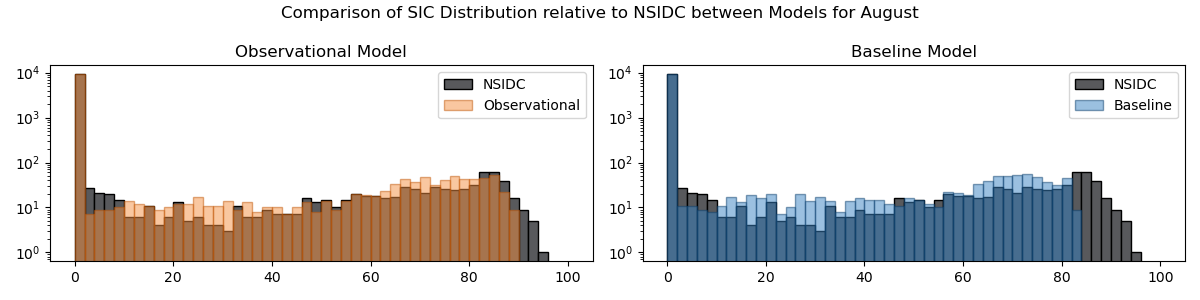 Comparison of SIC Distribution relative to NSIDC between Models for August
Observational Model
10^4
10^3
10^2
10^1
10^0
0 20 40 60 80 100
NSIDC
Observational
Baseline Model
10^4
10^3
10^2
10^1
10^0
0 20 40 60 80 100
NSIDC
Baseline